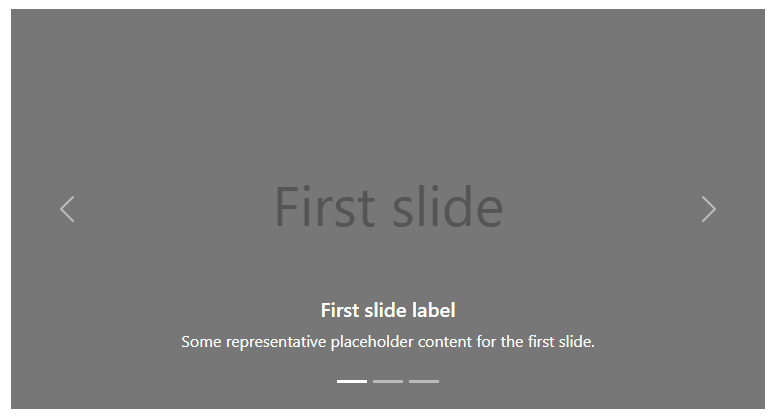 First slide
First slide label
Some representative placeholder content for the first slide.